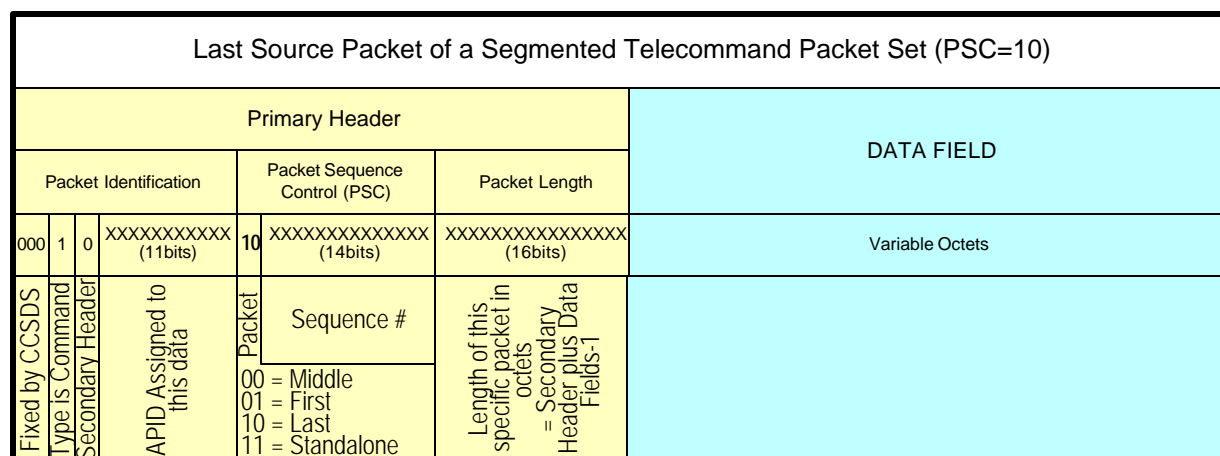 Last Source Packet of a Segmented Telecommand Packet Set (PSC=10)
Primary Header
DATA FIELD
Packet Identification
Packet Sequence
Control (PSC)
Packet Length
000
1
0
XXXXXXXXXXX
(11bits)
10
XXXXXXXXXXXXXX
(14bits)
XXXXXXXXXXXXXXXX
(16bits)
Variable Octets
Fixed by CCSDS
Type is Command
Secondary Header
APID Assigned to
this data
Packet
Sequence #
00 = Middle
01 = First
10 = Last
11 = Standalone
Length of this
specific packet in
octets
= Secondary
Header plus Data
Fields-1